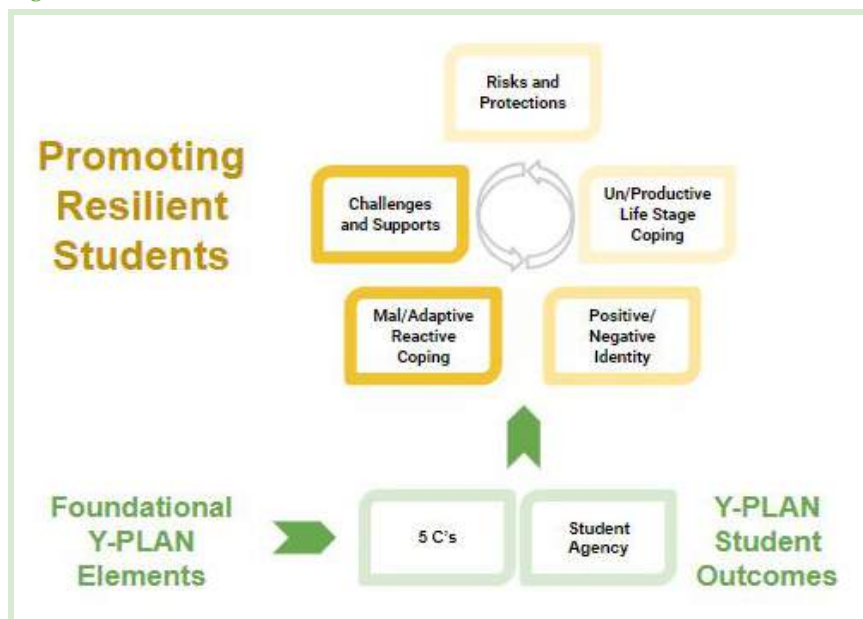 Promoting
Resilient
Students
Risks and
Protections
Challenges
and Supports
Un/Productive
Life Stage
Coping
Mal/Adaptive
Reactive
Coping
Positive/
Negative
Identity
Foundational
Y-PLAN
Elements
5 C's
Student
Agency
Y-PLAN
Student
Outcomes